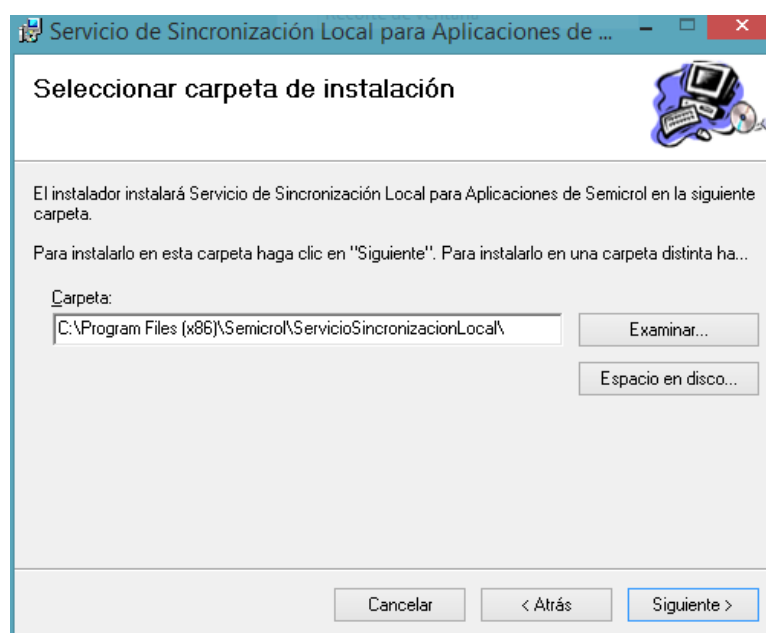 Servicio de Sincronización Local para Aplicaciones de ...
Seleccionar carpeta de instalación
El instalador instalará Servicio de Sincronización Local para Aplicaciones de Semicrol en la siguiente
carpeta.
Para instalarlo en esta carpeta haga clic en "Siguiente". Para instalarlo en una carpeta distinta ha...
Carpeta:
C:\Program Files (x86)\Semicrol\ServicioSincronizacionLocal\
Examinar...
Espacio en disco...
Cancelar
< Atrás
Siguiente >